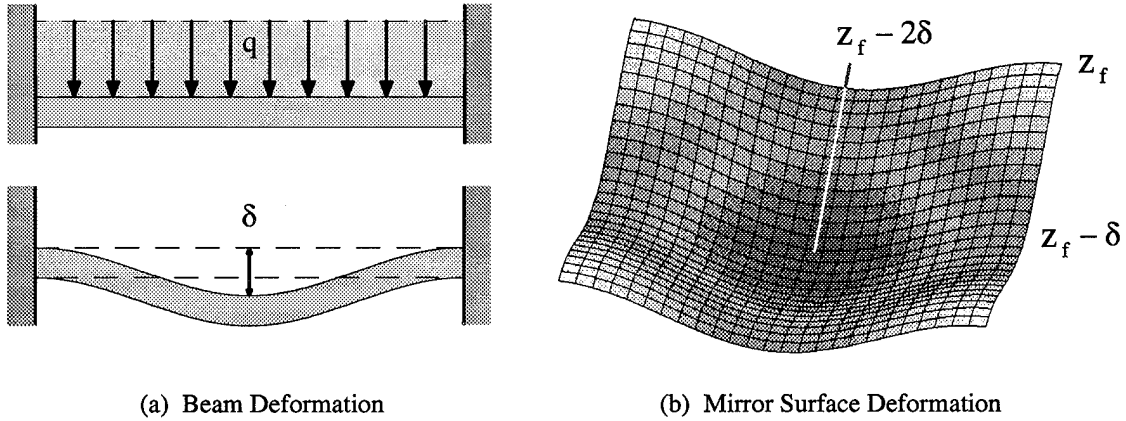 q
δ
(a) Beam Deformation
z_f − 2δ
z_f
z_f − δ
(b) Mirror Surface Deformation